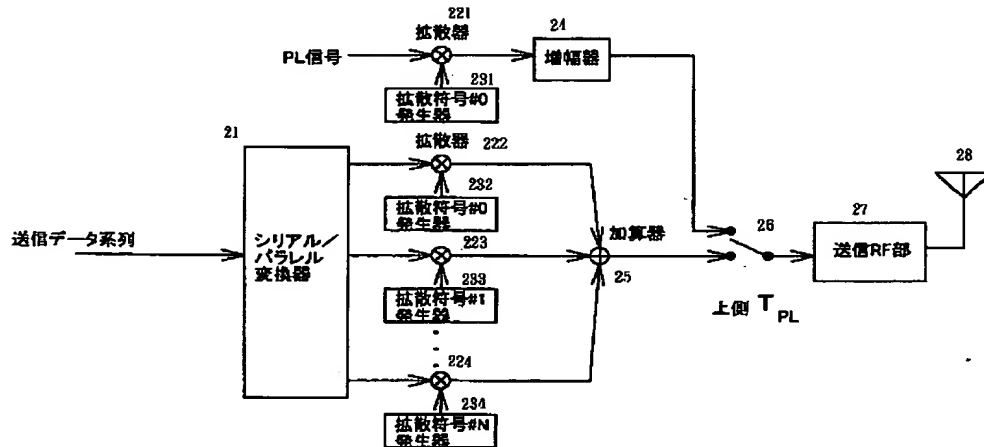 221
拡散器
24
PL信号
増幅器
231
拡散符号#0
発生器
21
拡散器
222
28
232
拡散符号#0
発生器
26
27
送信データ系列
シリアル/
パラレル
変換器
223
加算器
送信RF部
233
25
拡散符号#1
発生器
上側 TPL
224
234
拡散符号#N
発生器